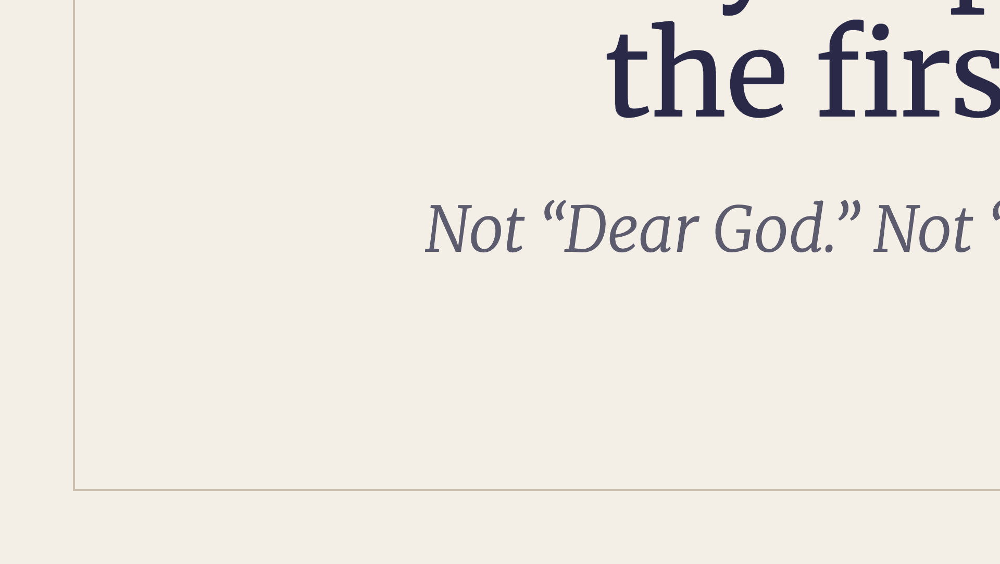 the firs
Not “Dear God.” Not “